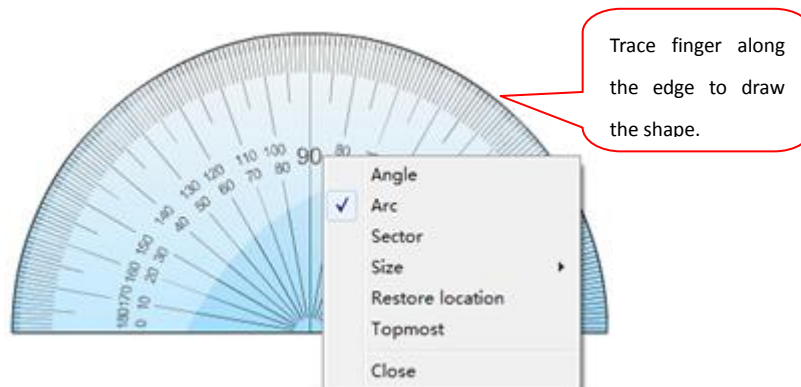 Trace finger along
the edge to draw
the shape.
180 170 160 150 140 130 120 110 100 90 80
0 10 20 30 40 50 60 70 80
Angle
Arc
Sector
Size
Restore location
Topmost
Close